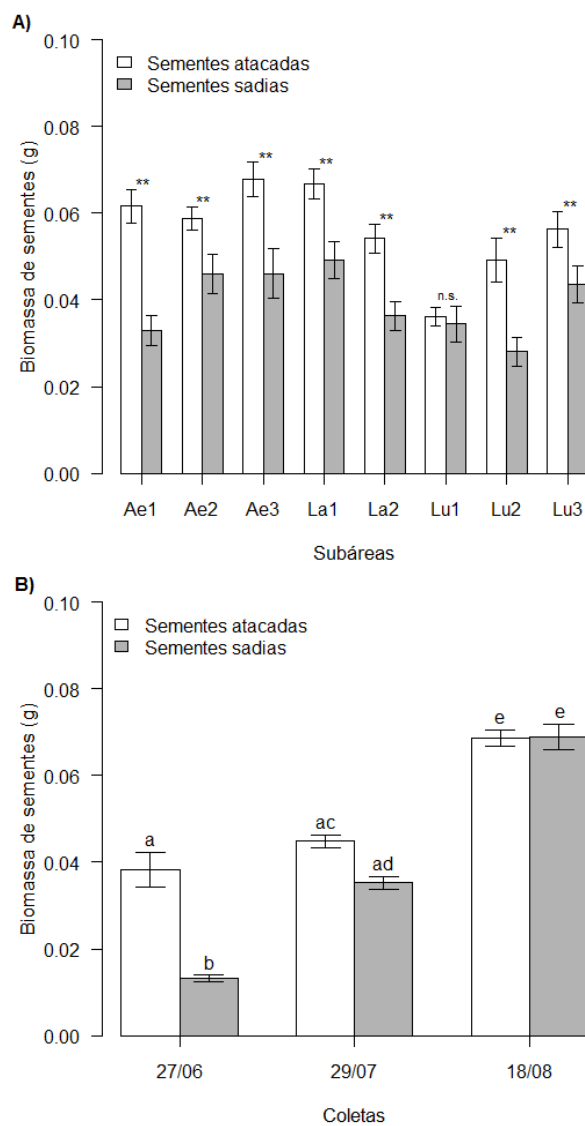 A)
Biomassa de sementes (g)
0.10
0.08
0.06
0.04
0.02
0.00
Sementes atacadas
Sementes sadias
** ** ** ** ** n.s. ** **
Ae1 Ae2 Ae3 La1 La2 Lu1 Lu2 Lu3
Subáreas
B)
Biomassa de sementes (g)
0.10
0.08
0.06
0.04
0.02
0.00
Sementes atacadas
Sementes sadias
a b ac ad e e
27/06 29/07 18/08
Coletas